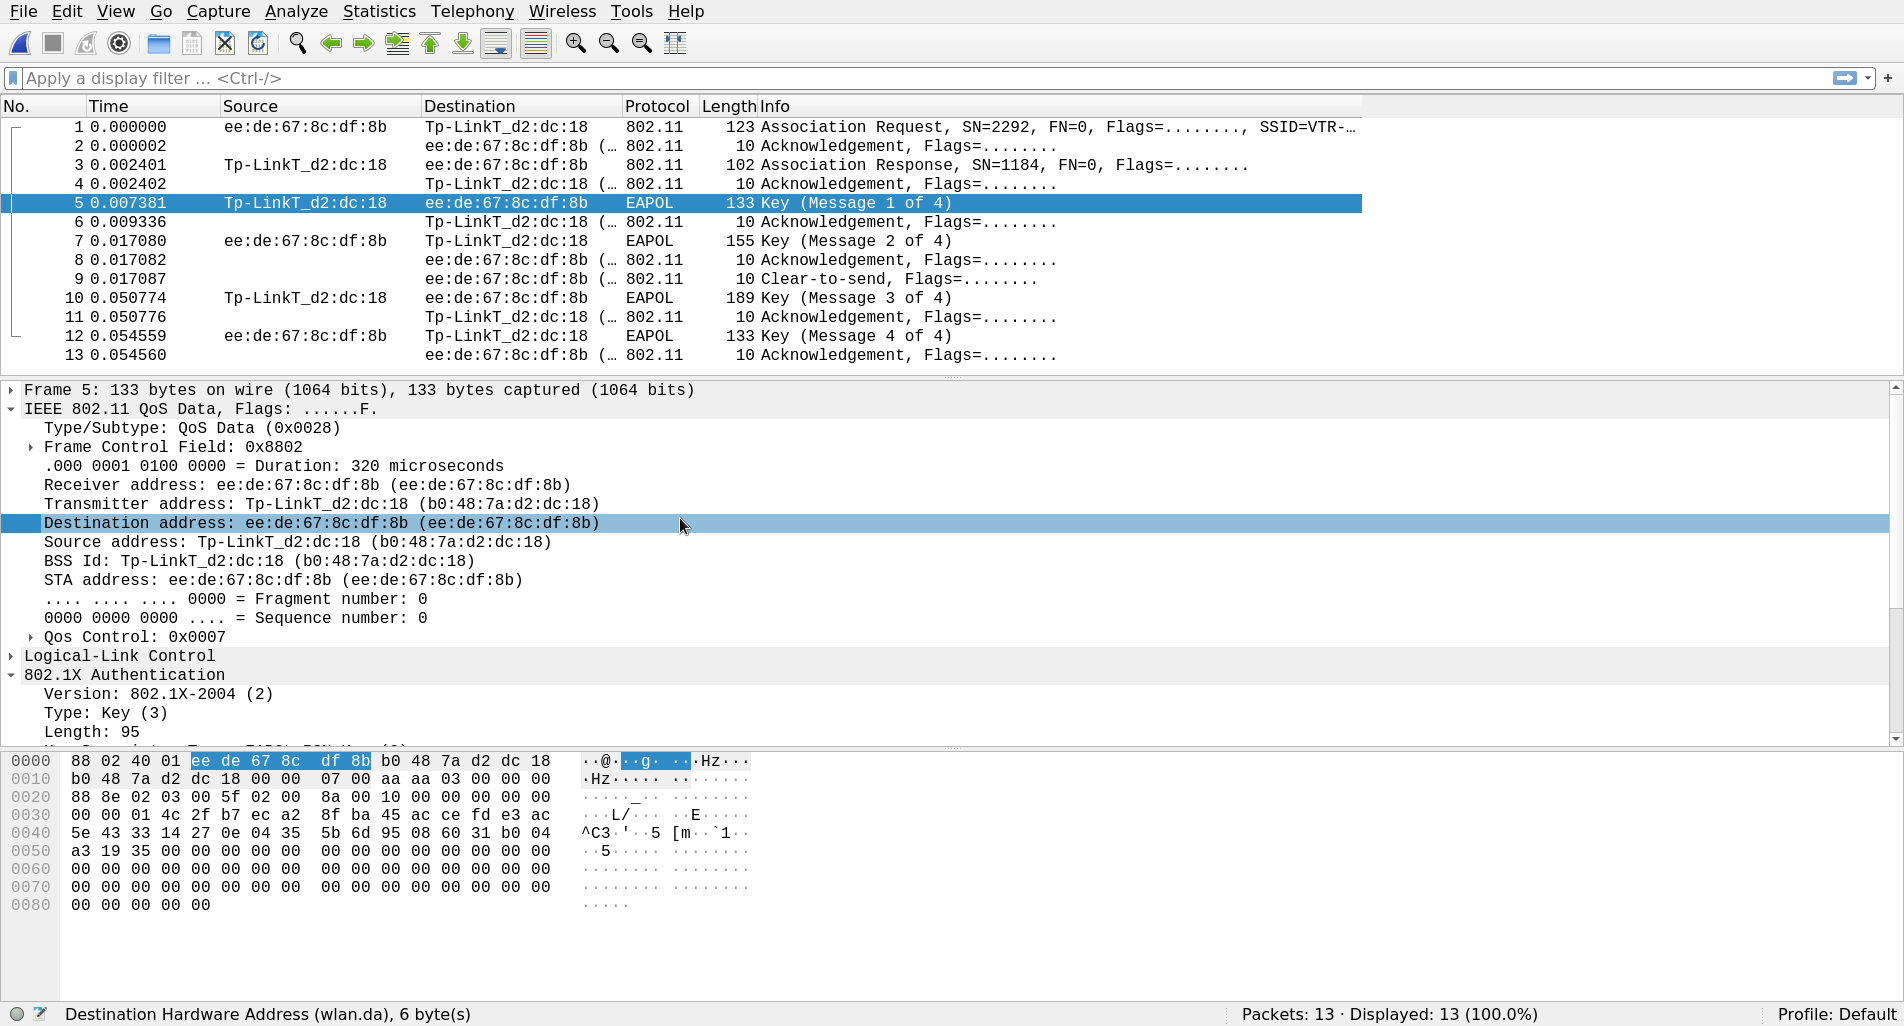 File Edit View Go Capture Analyze Statistics Telephony Wireless Tools Help
Apply a display filter ... <Ctrl-/>
No. Time Source Destination Protocol Length Info
1 0.000000 ee:de:67:8c:df:8b Tp-LinkT_d2:dc:18 802.11 123 Association Request, SN=2292, FN=0, Flags=........, SSID=VTR-…
2 0.000002 ee:de:67:8c:df:8b (… 802.11 10 Acknowledgement, Flags=........
3 0.002401 Tp-LinkT_d2:dc:18 ee:de:67:8c:df:8b 802.11 102 Association Response, SN=1184, FN=0, Flags=........
4 0.002402 Tp-LinkT_d2:dc:18 (… 802.11 10 Acknowledgement, Flags=........
5 0.007381 Tp-LinkT_d2:dc:18 ee:de:67:8c:df:8b EAPOL 133 Key (Message 1 of 4)
6 0.009336 Tp-LinkT_d2:dc:18 (… 802.11 10 Acknowledgement, Flags=........
7 0.017080 ee:de:67:8c:df:8b Tp-LinkT_d2:dc:18 EAPOL 155 Key (Message 2 of 4)
8 0.017082 ee:de:67:8c:df:8b (… 802.11 10 Acknowledgement, Flags=........
9 0.017087 ee:de:67:8c:df:8b (… 802.11 10 Clear-to-send, Flags=........
10 0.050774 Tp-LinkT_d2:dc:18 ee:de:67:8c:df:8b EAPOL 189 Key (Message 3 of 4)
11 0.050776 Tp-LinkT_d2:dc:18 (… 802.11 10 Acknowledgement, Flags=........
12 0.054559 ee:de:67:8c:df:8b Tp-LinkT_d2:dc:18 EAPOL 133 Key (Message 4 of 4)
13 0.054560 ee:de:67:8c:df:8b (… 802.11 10 Acknowledgement, Flags=........
Frame 5: 133 bytes on wire (1064 bits), 133 bytes captured (1064 bits)
IEEE 802.11 QoS Data, Flags: ......F.
Type/Subtype: QoS Data (0x0028)
Frame Control Field: 0x8802
.000 0001 0100 0000 = Duration: 320 microseconds
Receiver address: ee:de:67:8c:df:8b (ee:de:67:8c:df:8b)
Transmitter address: Tp-LinkT_d2:dc:18 (b0:48:7a:d2:dc:18)
Destination address: ee:de:67:8c:df:8b (ee:de:67:8c:df:8b)
Source address: Tp-LinkT_d2:dc:18 (b0:48:7a:d2:dc:18)
BSS Id: Tp-LinkT_d2:dc:18 (b0:48:7a:d2:dc:18)
STA address: ee:de:67:8c:df:8b (ee:de:67:8c:df:8b)
.... .... .... 0000 = Fragment number: 0
0000 0000 0000 .... = Sequence number: 0
Qos Control: 0x0007
Logical-Link Control
802.1X Authentication
Version: 802.1X-2004 (2)
Type: Key (3)
Length: 95
0000 88 02 40 01 ee de 67 8c df 8b b0 48 7a d2 dc 18 ··@···g· ···Hz···
0010 b0 48 7a d2 dc 18 00 00 07 00 aa aa 03 00 00 00 ·Hz····· ········
0020 88 8e 02 03 00 5f 02 00 8a 00 10 00 00 00 00 00 ·····_·· ········
0030 00 00 01 4c 2f b7 ec a2 8f ba 45 ac ce fd e3 ac ···L/··· ··E·····
0040 5e 43 33 14 27 0e 04 35 5b 6d 95 08 60 31 b0 04 ^C3·'··5 [m··`1··
0050 a3 19 35 00 00 00 00 00 00 00 00 00 00 00 00 00 ··5····· ········
0060 00 00 00 00 00 00 00 00 00 00 00 00 00 00 00 00 ········ ········
0070 00 00 00 00 00 00 00 00 00 00 00 00 00 00 00 00 ········ ········
0080 00 00 00 00 00 ·····
Destination Hardware Address (wlan.da), 6 byte(s) Packets: 13 · Displayed: 13 (100.0%) Profile: Default